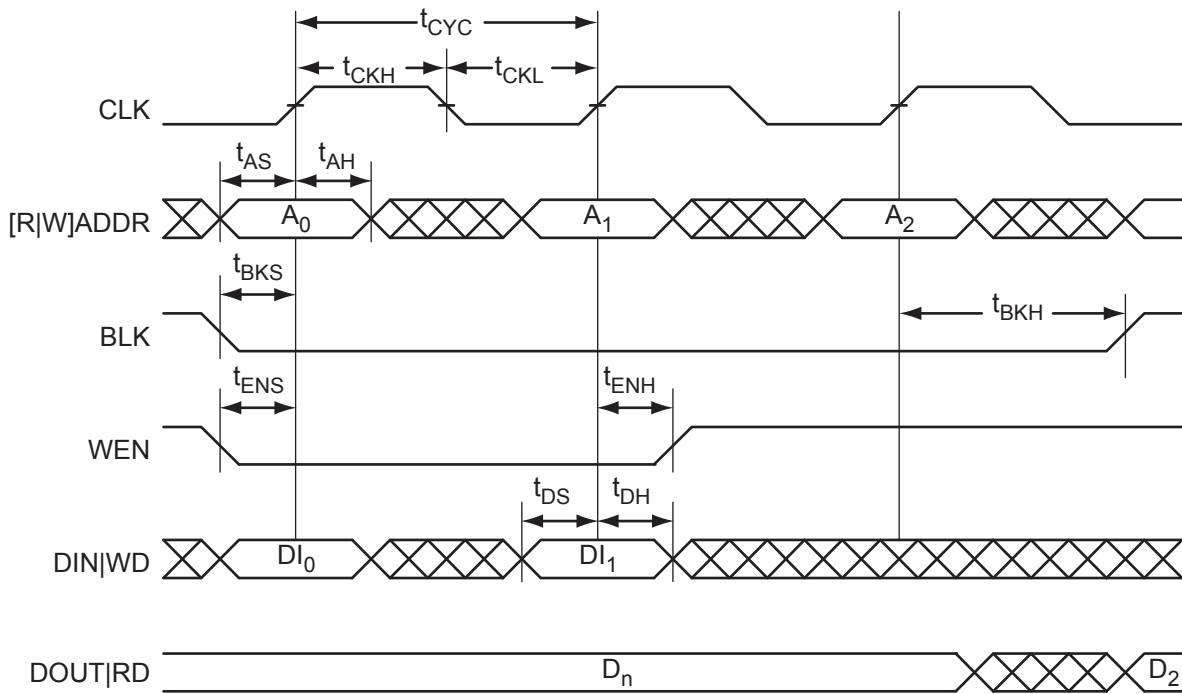 tCYC
tCKH tCKL
CLK
tAS tAH
[R|W]ADDR A0 A1 A2
tBKS
tBKH
BLK
tENS tENH
WEN
tDS tDH
DIN|WD DI0 DI1
DOUT|RD Dn D2